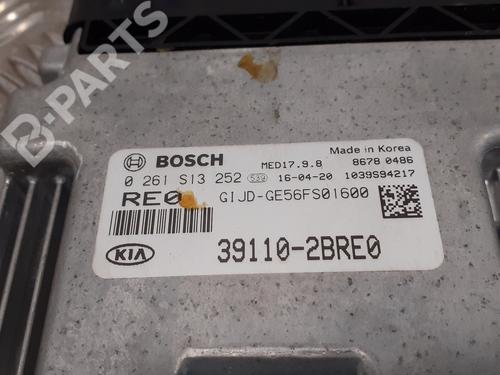 B-PARTS
BOSCH
MED17.9.8
Made in Korea
8678 0486
0 261 S13 252 539 16-04-20 1039S94217
RE0 GIJD-GE56FS01600
KIA 39110-2BRE0